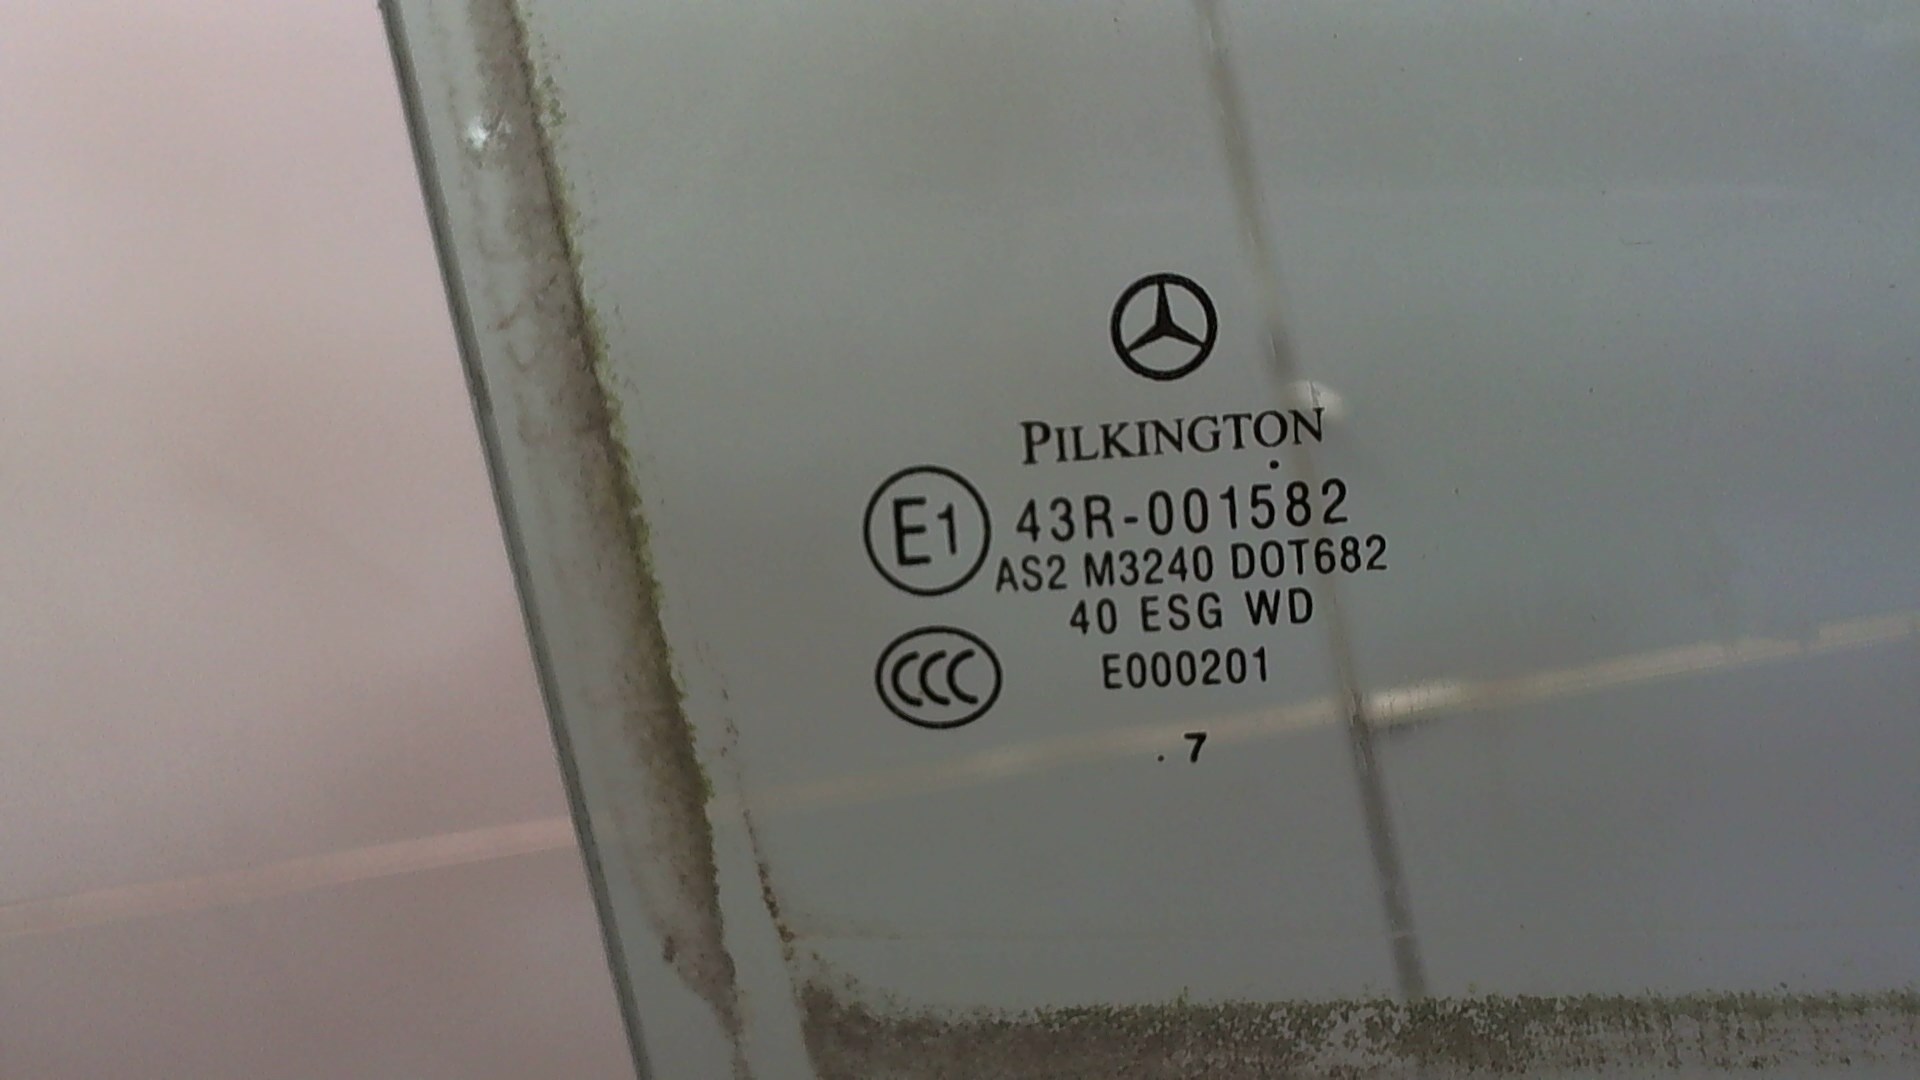 PILKINGTON
E1 43R-001582
AS2 M3240 DOT682
40 ESG WD
CCC E000201
. 7